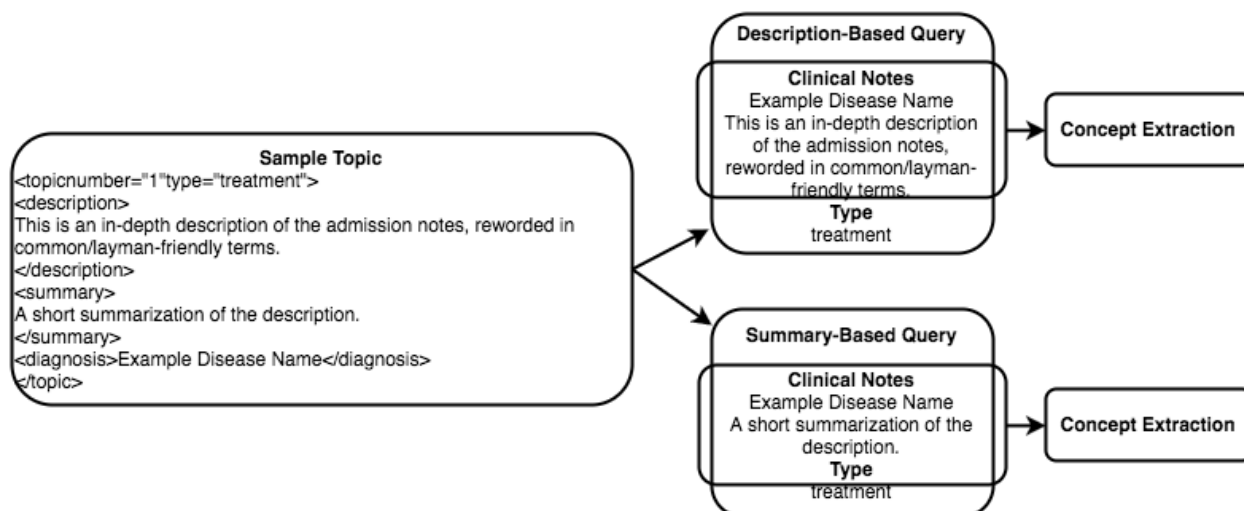 Sample Topic
<topicnumber="1"type="treatment">
<description>
This is an in-depth description of the admission notes, reworded in
common/layman-friendly terms.
</description>
<summary>
A short summarization of the description.
</summary>
<diagnosis>Example Disease Name</diagnosis>
</topic>
Description-Based Query
Clinical Notes
Example Disease Name
This is an in-depth description
of the admission notes,
reworded in common/layman-
friendly terms.
Type
treatment
Concept Extraction
Summary-Based Query
Clinical Notes
Example Disease Name
A short summarization of the
description.
Type
treatment
Concept Extraction